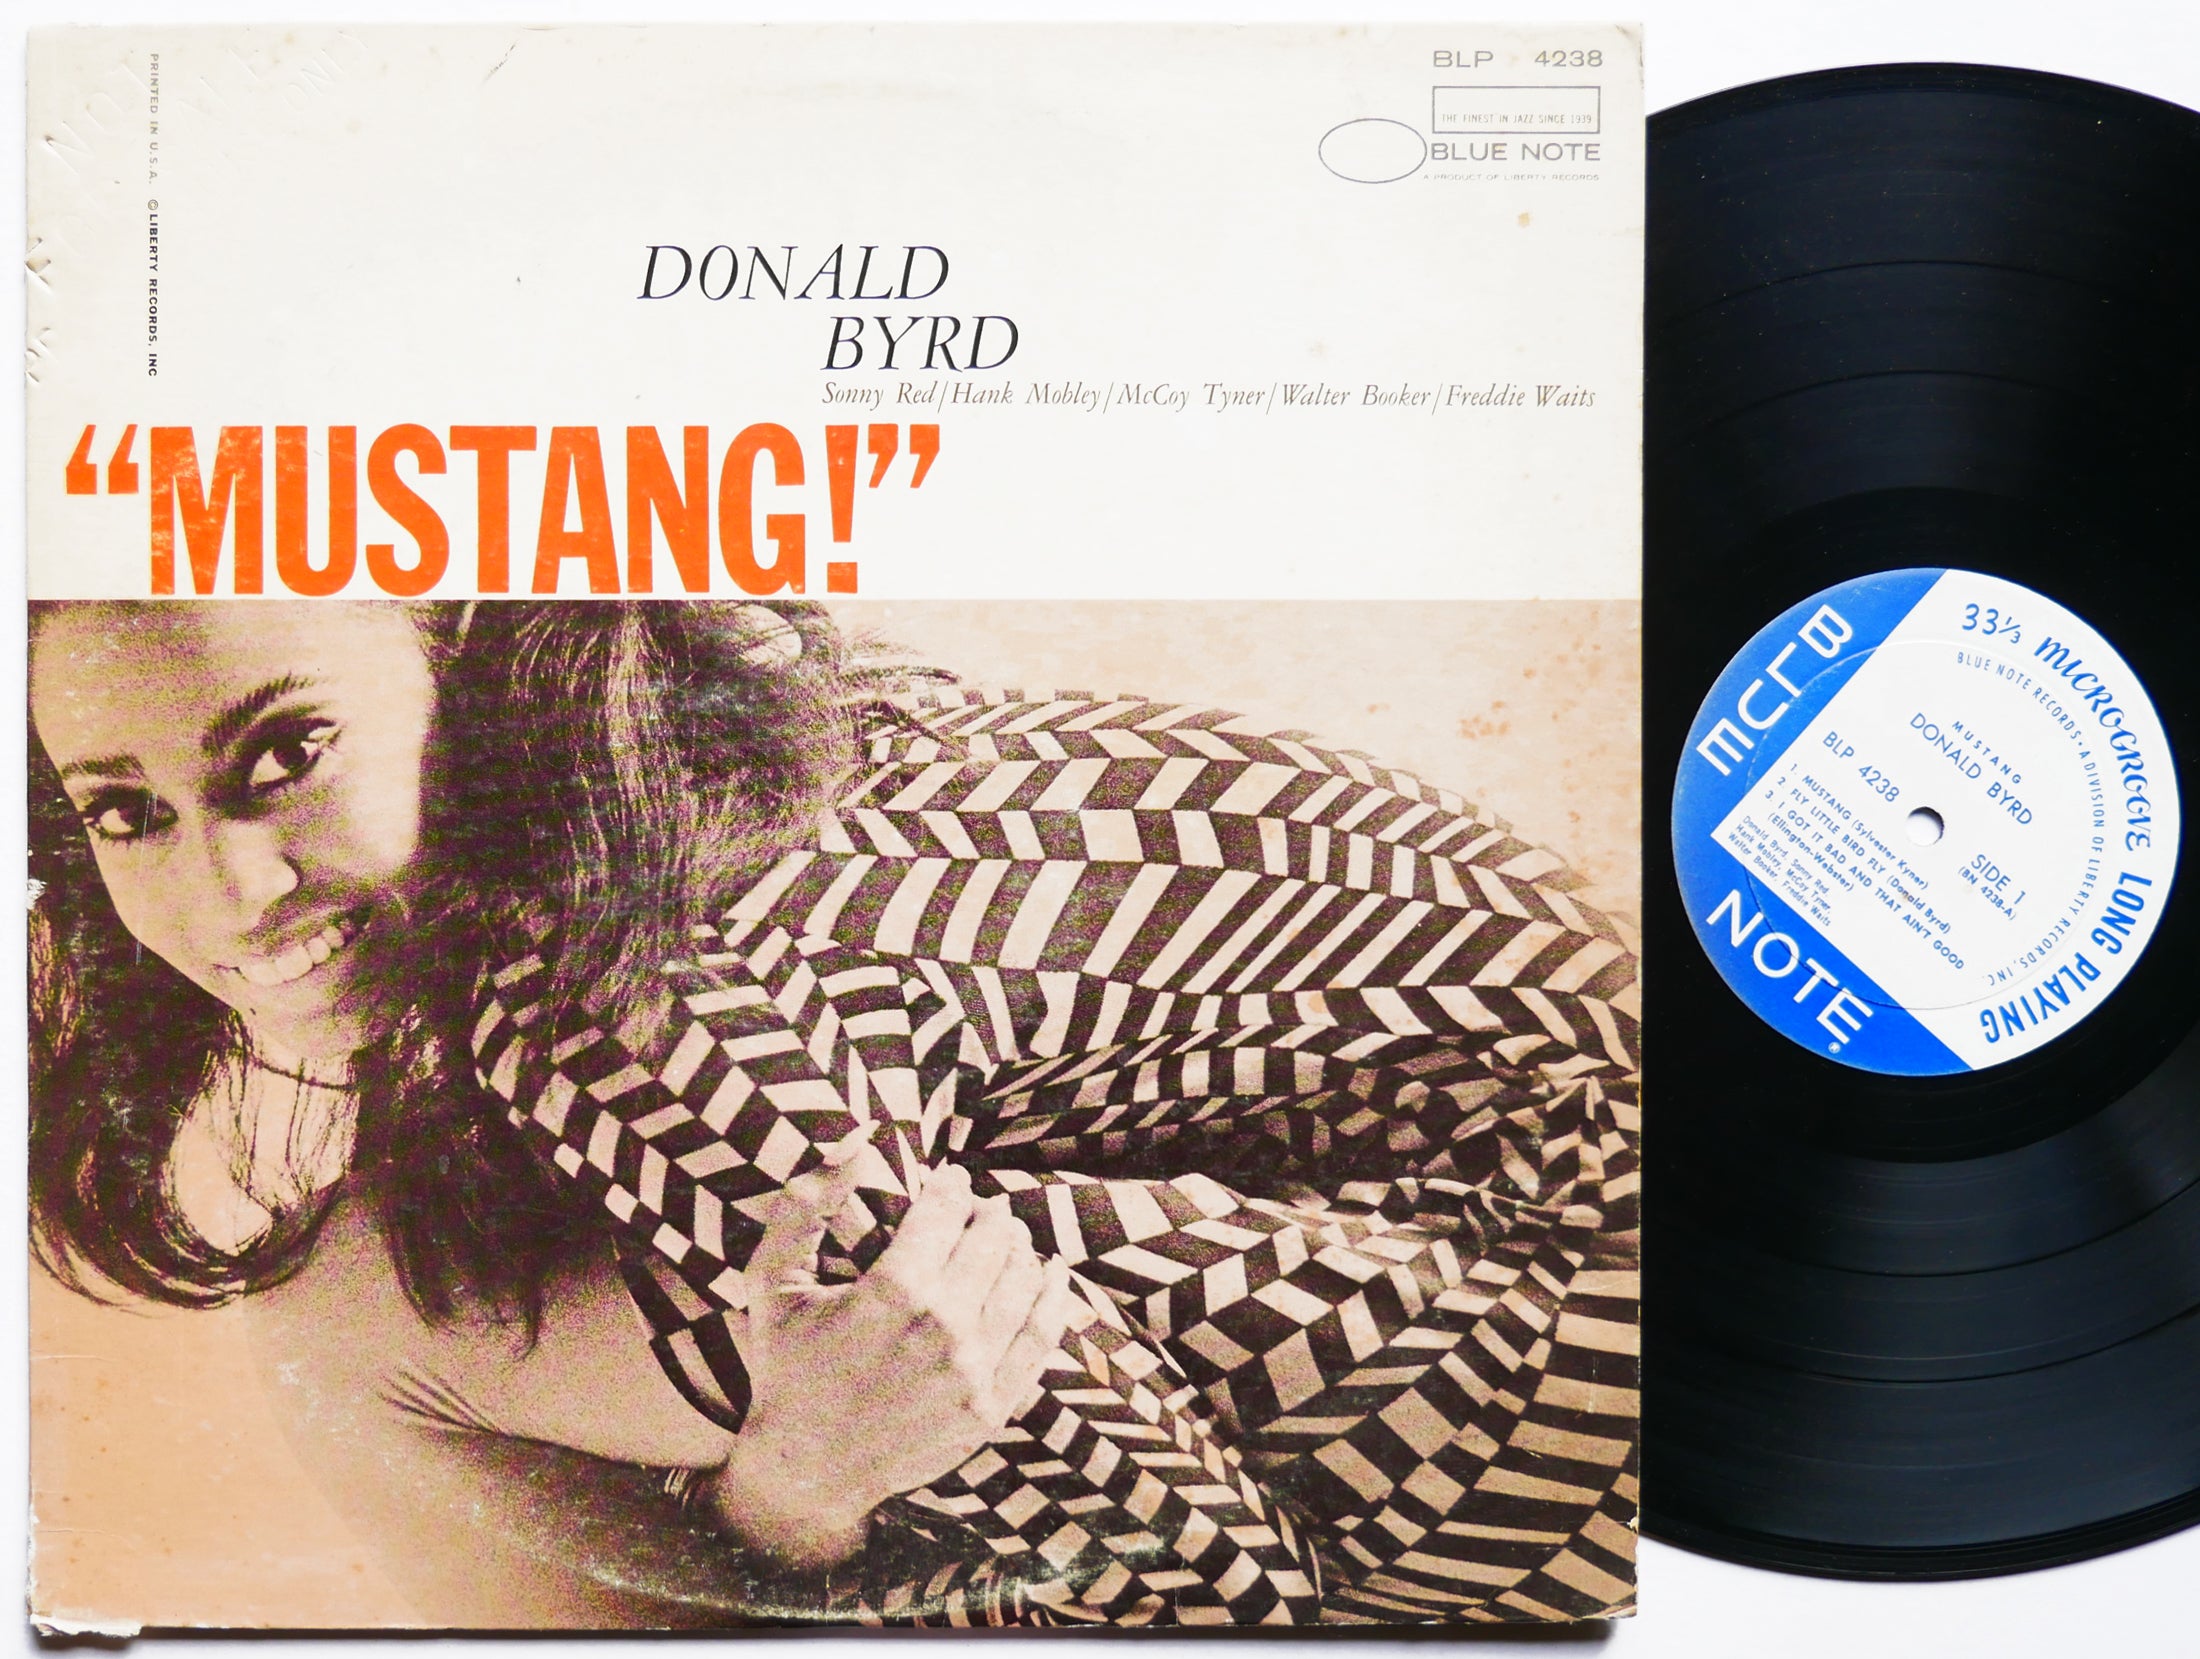 PRINTED IN U.S.A. © LIBERTY RECORDS, INC
BLP 4238
THE FINEST IN JAZZ SINCE 1939
BLUE NOTE
A PRODUCT OF LIBERTY RECORDS
DONALD
BYRD
Sonny Red/Hank Mobley/McCoy Tyner/Walter Booker/Freddie Waits
“MUSTANG!”
33⅓ MICROGROOVE LONG PLAYING
BLUE NOTE RECORDS • A DIVISION OF LIBERTY RECORDS, INC.
BLUE
NOTE
®
MUSTANG
DONALD BYRD
BLP 4238
SIDE 1
(BN 4238-A)
1. MUSTANG (Sylvester Kyner)
2. FLY LITTLE BIRD FLY (Donald Byrd)
3. I GOT IT BAD AND THAT AIN'T GOOD
(Ellington-Webster)
Donald Byrd, Sonny Red,
Hank Mobley, McCoy Tyner,
Walter Booker, Freddie Waits